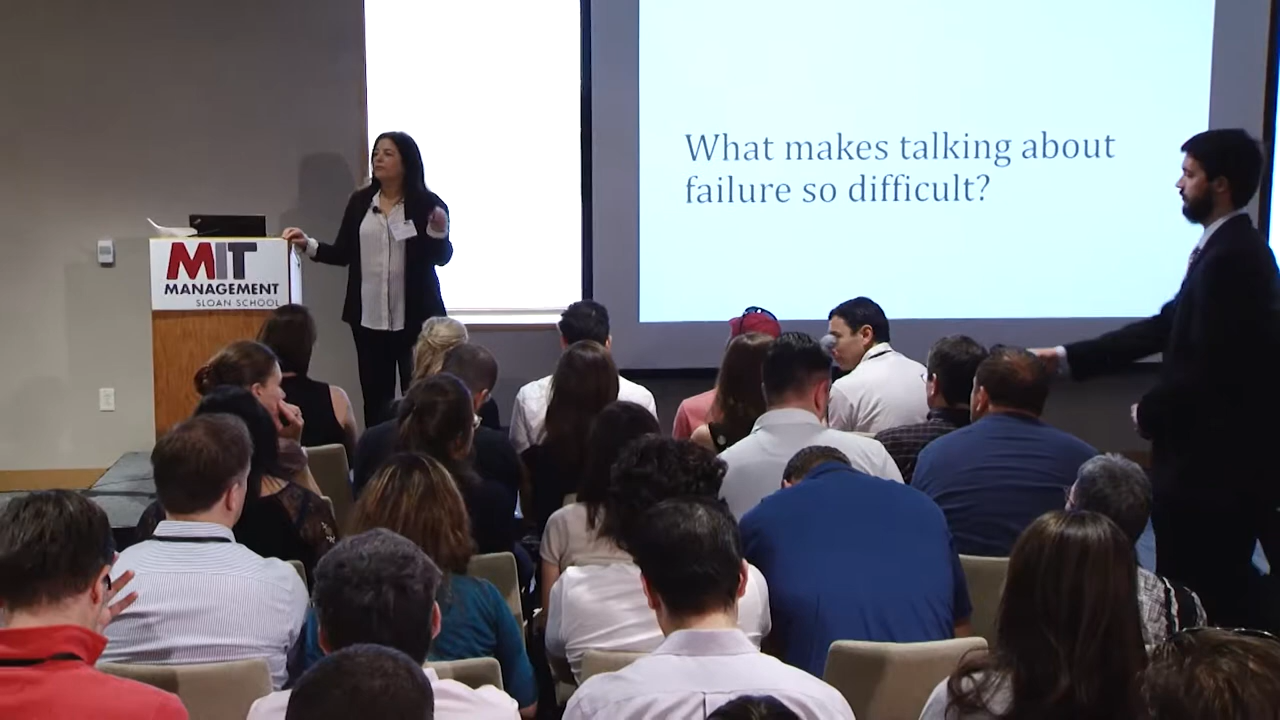 What makes talking about
failure so difficult?
MIT
MANAGEMENT
SLOAN SCHOOL